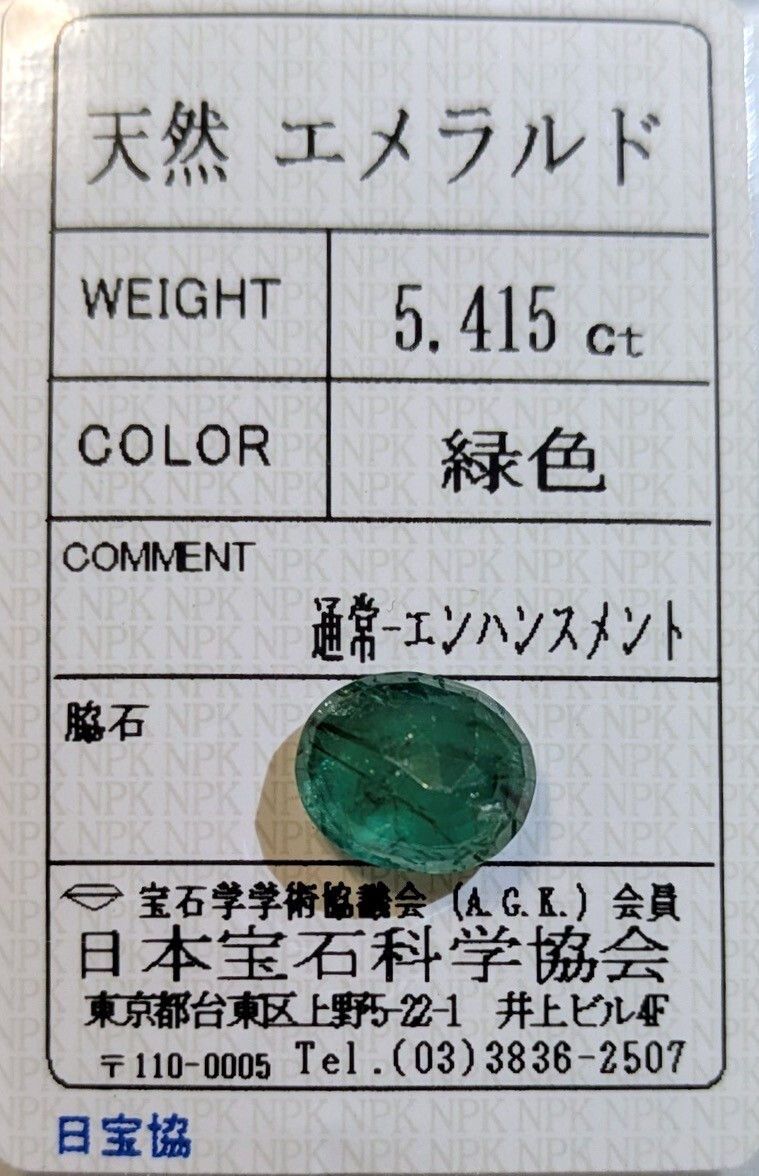 天然 エメラルド
WEIGHT 5.415 ct
COLOR 緑色
COMMENT
通常-エンハンスメント
脇石
宝石学学術協議会 (A.G.K.) 会員
日本宝石科学協会
東京都台東区上野5-22-1 井上ビル4F
〒110-0005 Tel.(03)3836-2507
日宝協